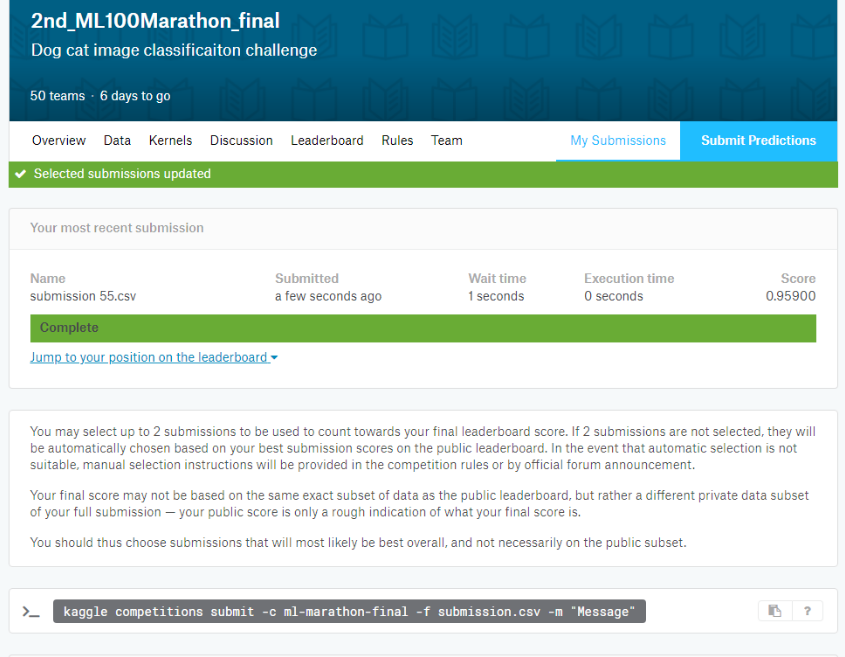 2nd_ML100Marathon_final
Dog cat image classificaiton challenge
50 teams · 6 days to go
Overview Data Kernels Discussion Leaderboard Rules Team My Submissions Submit Predictions
Selected submissions updated
Your most recent submission
Name Submitted Wait time Execution time Score
submission 55.csv a few seconds ago 1 seconds 0 seconds 0.95900
Complete
Jump to your position on the leaderboard
You may select up to 2 submissions to be used to count towards your final leaderboard score. If 2 submissions are not selected, they will
be automatically chosen based on your best submission scores on the public leaderboard. In the event that automatic selection is not
suitable, manual selection instructions will be provided in the competition rules or by official forum announcement.
Your final score may not be based on the same exact subset of data as the public leaderboard, but rather a different private data subset
of your full submission — your public score is only a rough indication of what your final score is.
You should thus choose submissions that will most likely be best overall, and not necessarily on the public subset.
>_ kaggle competitions submit -c ml-marathon-final -f submission.csv -m "Message" ?